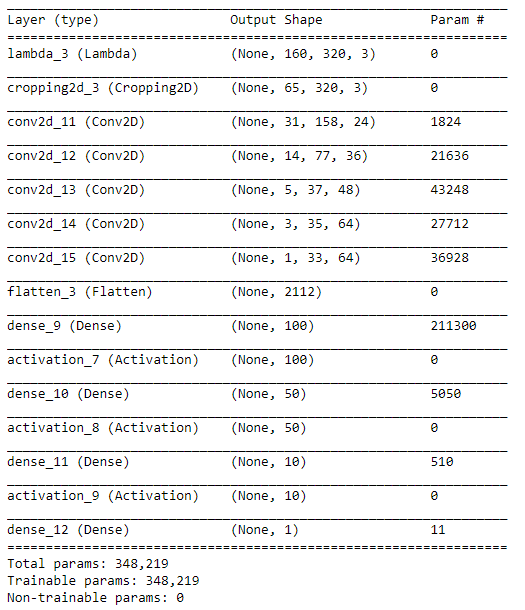 Layer (type) Output Shape Param #
lambda_3 (Lambda) (None, 160, 320, 3) 0
cropping2d_3 (Cropping2D) (None, 65, 320, 3) 0
conv2d_11 (Conv2D) (None, 31, 158, 24) 1824
conv2d_12 (Conv2D) (None, 14, 77, 36) 21636
conv2d_13 (Conv2D) (None, 5, 37, 48) 43248
conv2d_14 (Conv2D) (None, 3, 35, 64) 27712
conv2d_15 (Conv2D) (None, 1, 33, 64) 36928
flatten_3 (Flatten) (None, 2112) 0
dense_9 (Dense) (None, 100) 211300
activation_7 (Activation) (None, 100) 0
dense_10 (Dense) (None, 50) 5050
activation_8 (Activation) (None, 50) 0
dense_11 (Dense) (None, 10) 510
activation_9 (Activation) (None, 10) 0
dense_12 (Dense) (None, 1) 11
Total params: 348,219
Trainable params: 348,219
Non-trainable params: 0